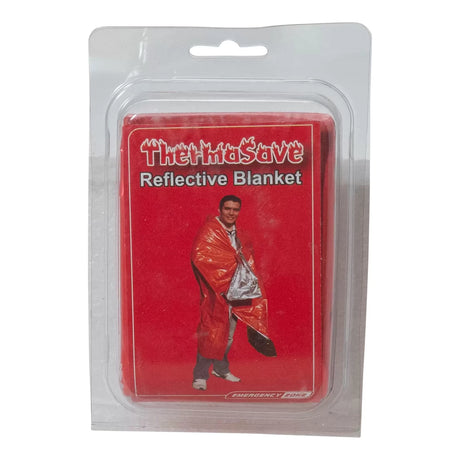 ThermaSave
Reflective Blanket
EMERGENCY ZONE